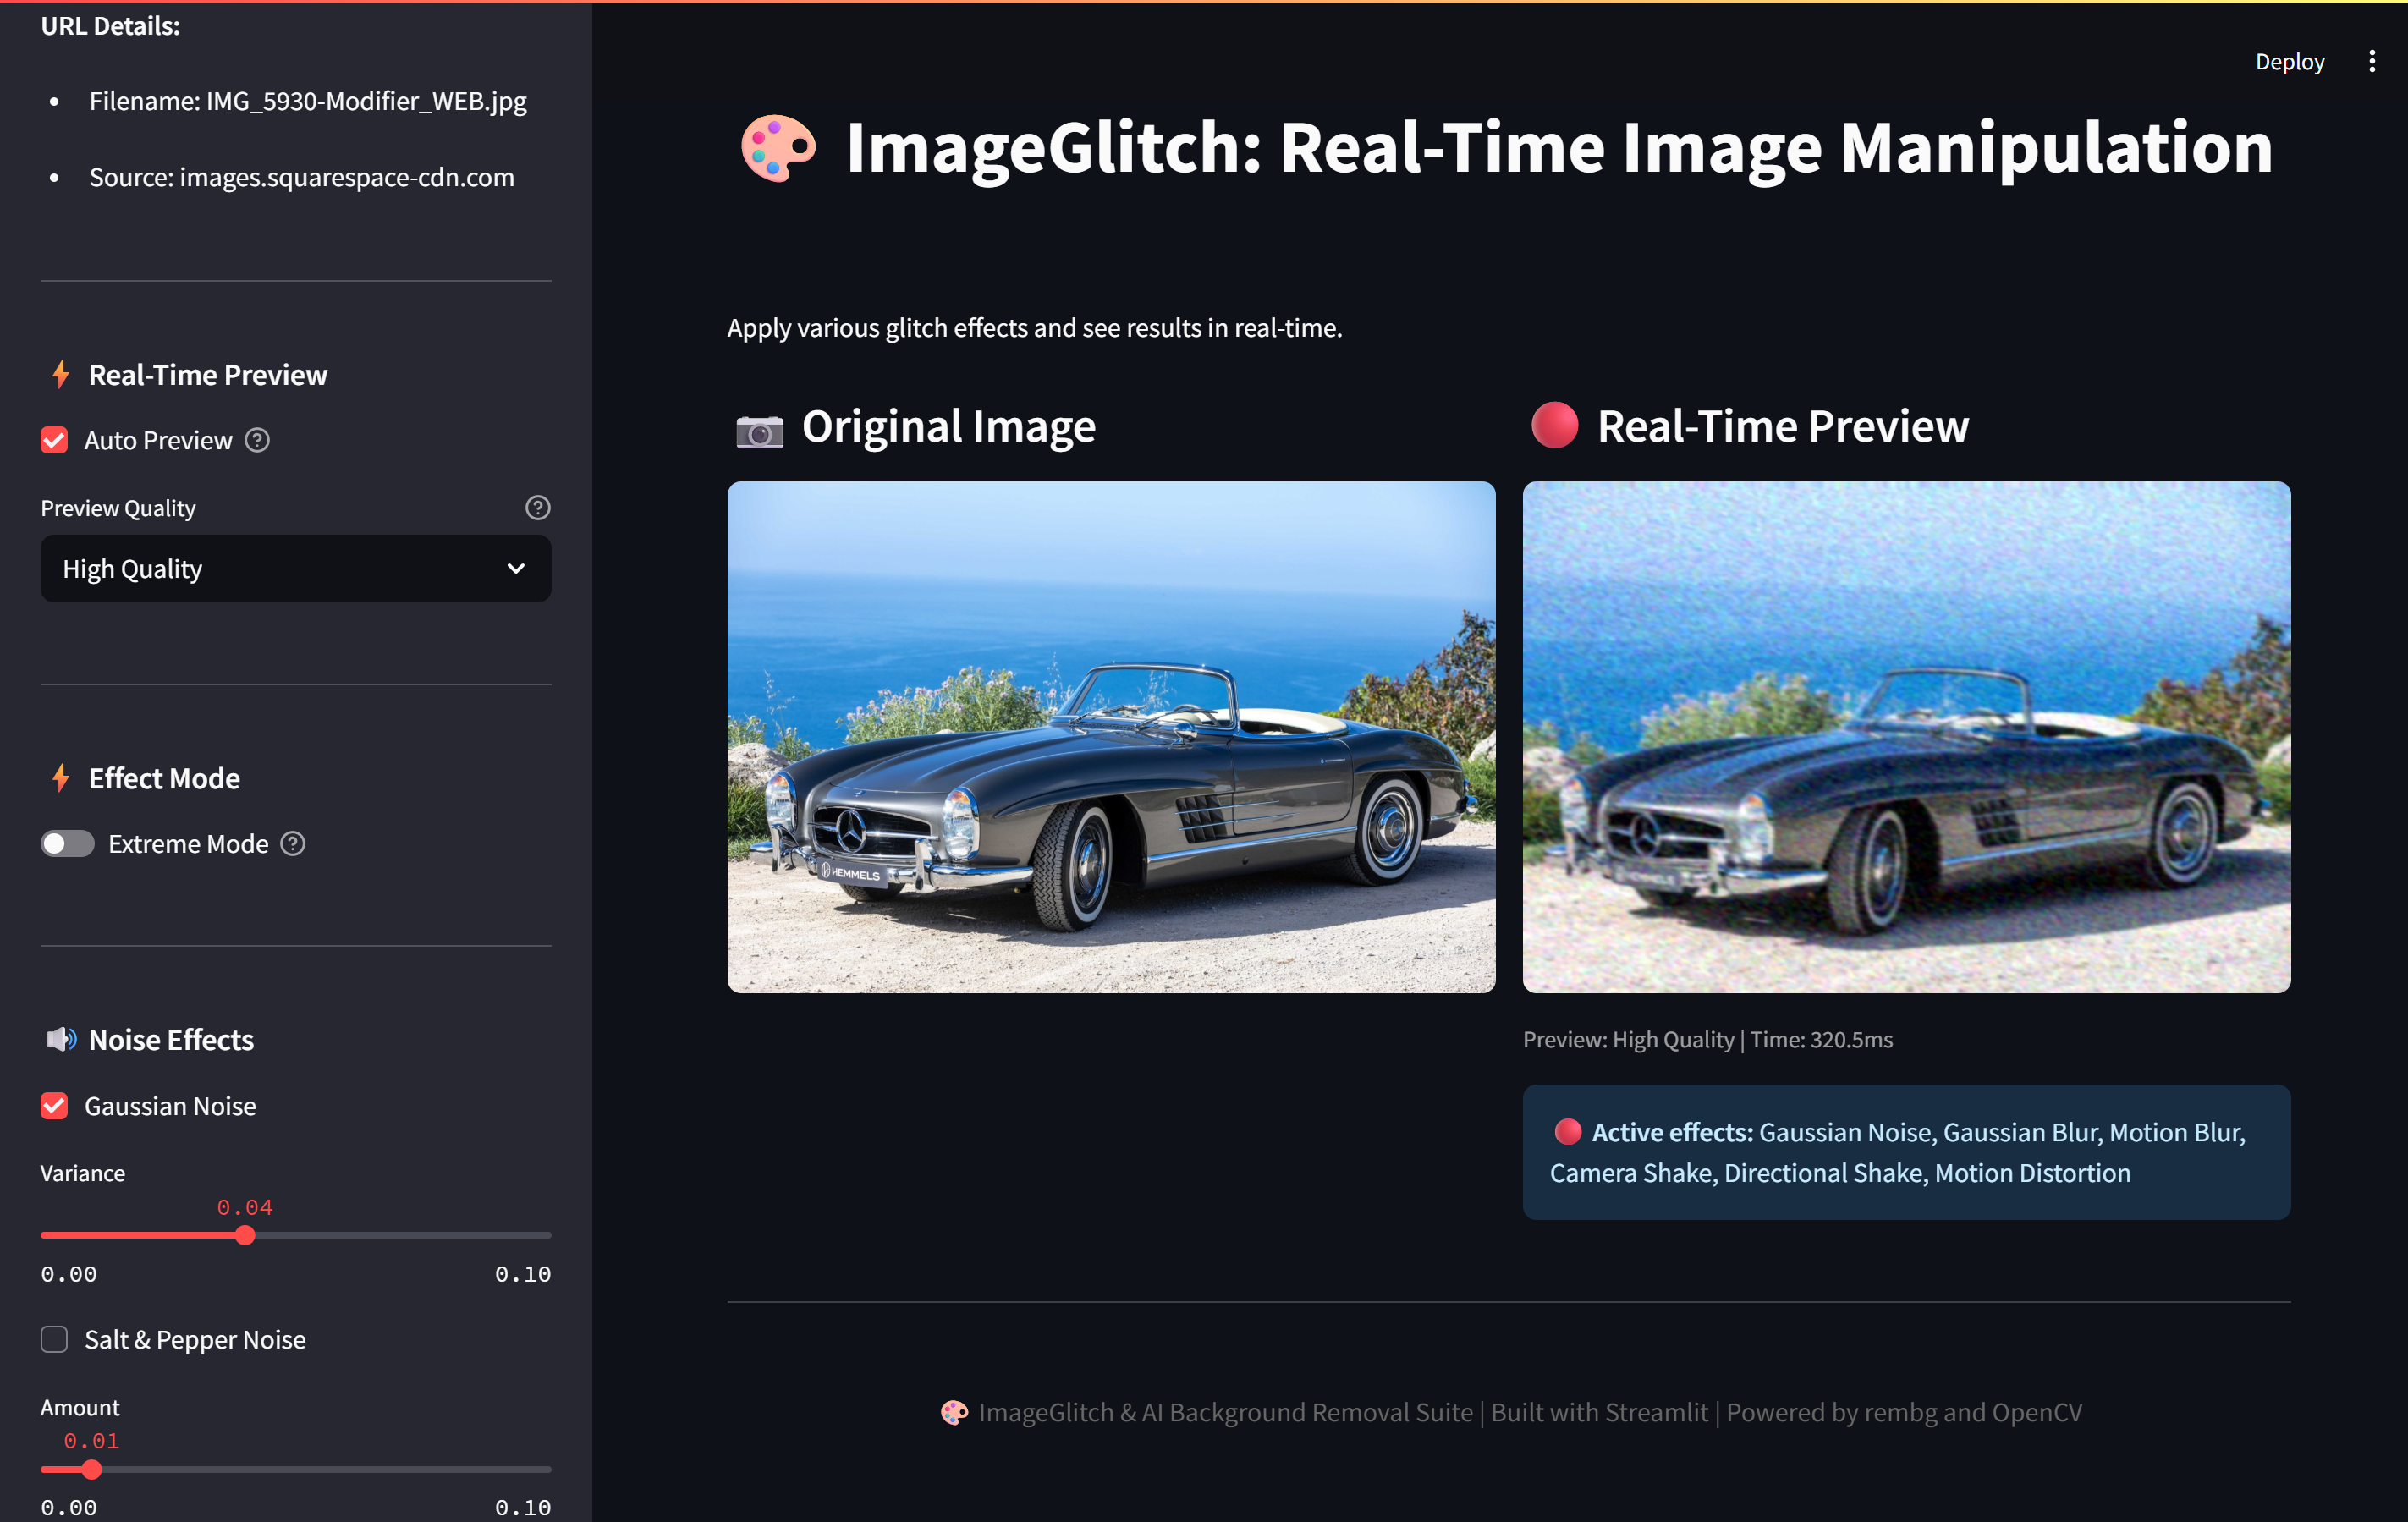 URL Details:
Filename: IMG_5930-Modifier_WEB.jpg
Source: images.squarespace-cdn.com
Real-Time Preview
Auto Preview
Preview Quality
High Quality
Effect Mode
Extreme Mode
Noise Effects
Gaussian Noise
Variance
0.04
0.00 0.10
Salt & Pepper Noise
Amount
0.01
0.00 0.10
Deploy
ImageGlitch: Real-Time Image Manipulation
Apply various glitch effects and see results in real-time.
Original Image
HEMMELS
Real-Time Preview
Preview: High Quality | Time: 320.5ms
Active effects: Gaussian Noise, Gaussian Blur, Motion Blur,
Camera Shake, Directional Shake, Motion Distortion
ImageGlitch & AI Background Removal Suite | Built with Streamlit | Powered by rembg and OpenCV